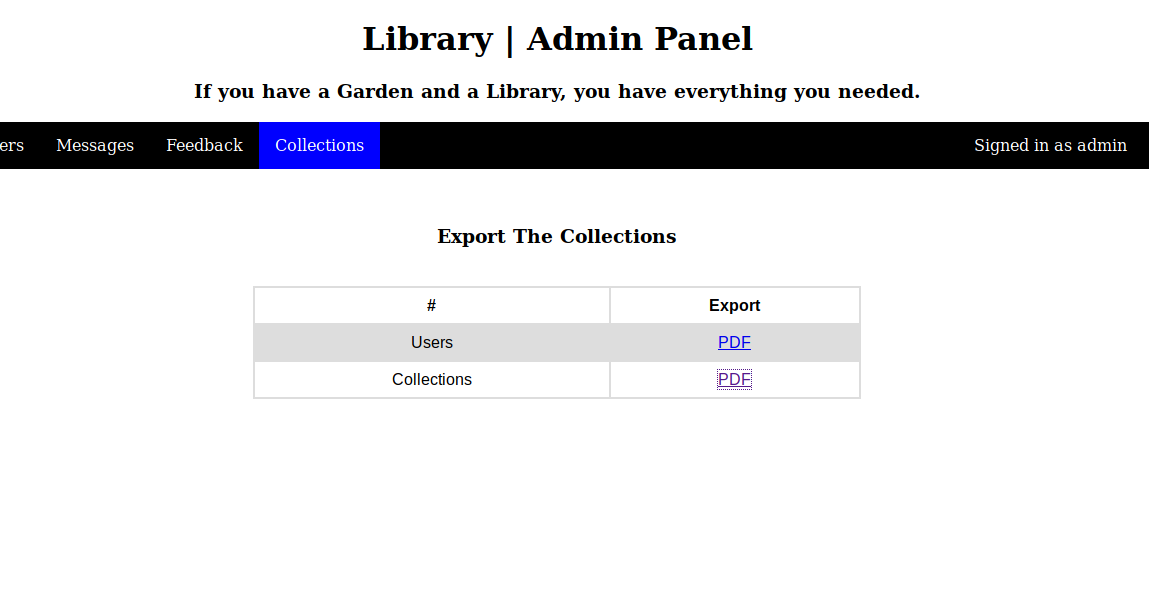 Library | Admin Panel
If you have a Garden and a Library, you have everything you needed.
ers Messages Feedback Collections Signed in as admin
Export The Collections
# Export
Users PDF
Collections PDF